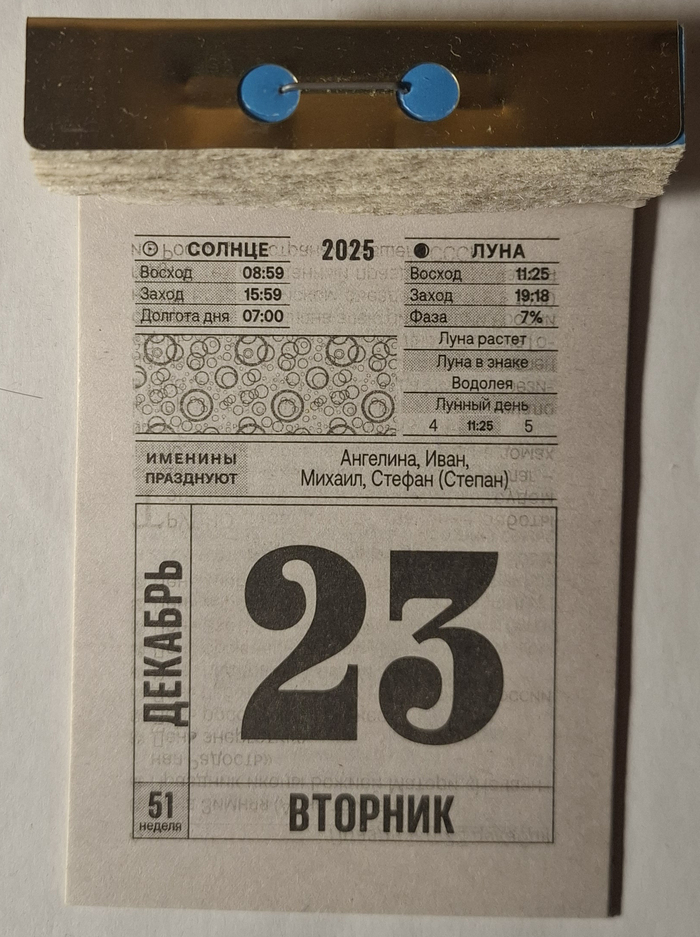 СОЛНЦЕ 2025 ЛУНА
Восход 08:59
Заход 15:59
Долгота дня 07:00
Восход 11:25
Заход 19:18
Фаза 7%
Луна растет
Луна в знаке
Водолея
Лунный день
4 11:25 5
ИМЕНИНЫ
ПРАЗДНУЮТ
Ангелина, Иван,
Михаил, Стефан (Степан)
ДЕКАБРЬ
23
51
неделя
ВТОРНИК